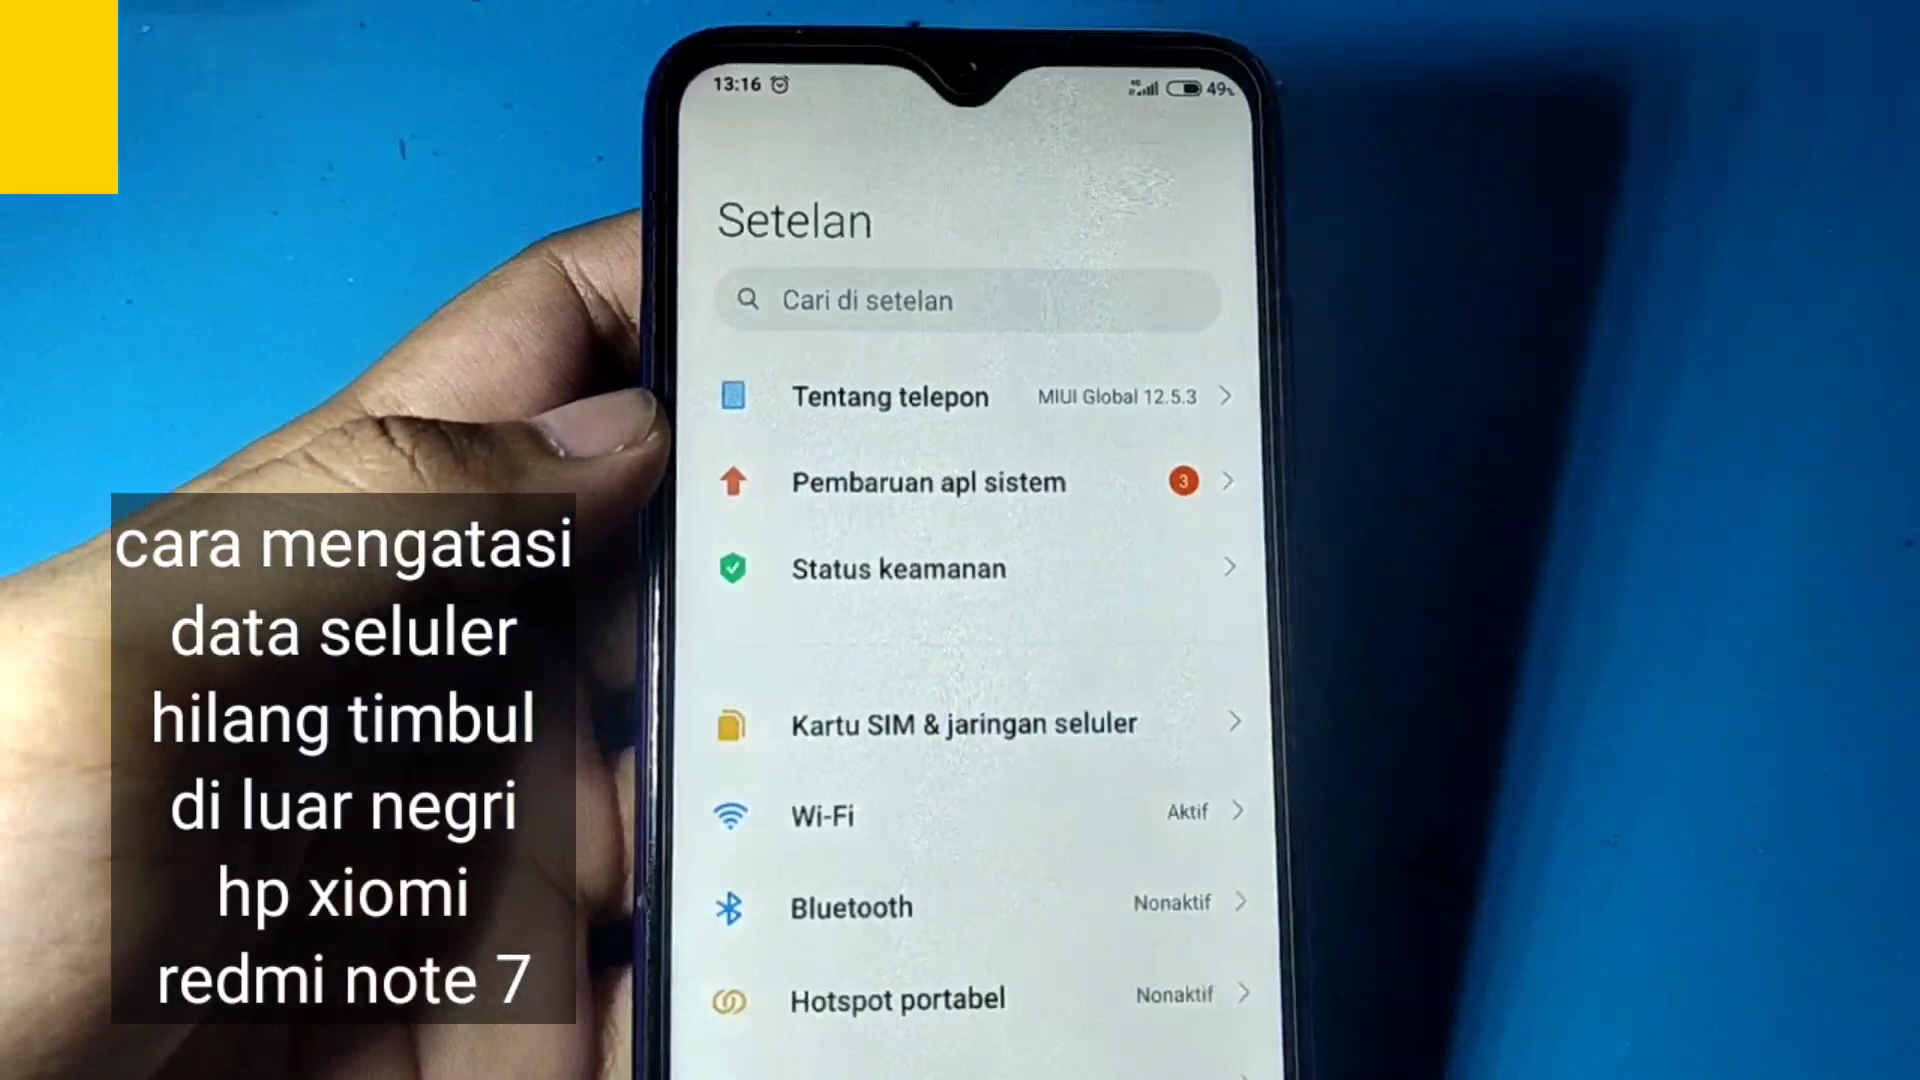 13:16
49%
Setelan
Cari di setelan
Tentang telepon MIUI Global 12.5.3
Pembaruan apl sistem 3
Status keamanan
Kartu SIM & jaringan seluler
Wi-Fi Aktif
Bluetooth Nonaktif
Hotspot portabel Nonaktif
cara mengatasi
data seluler
hilang timbul
di luar negri
hp xiomi
redmi note 7